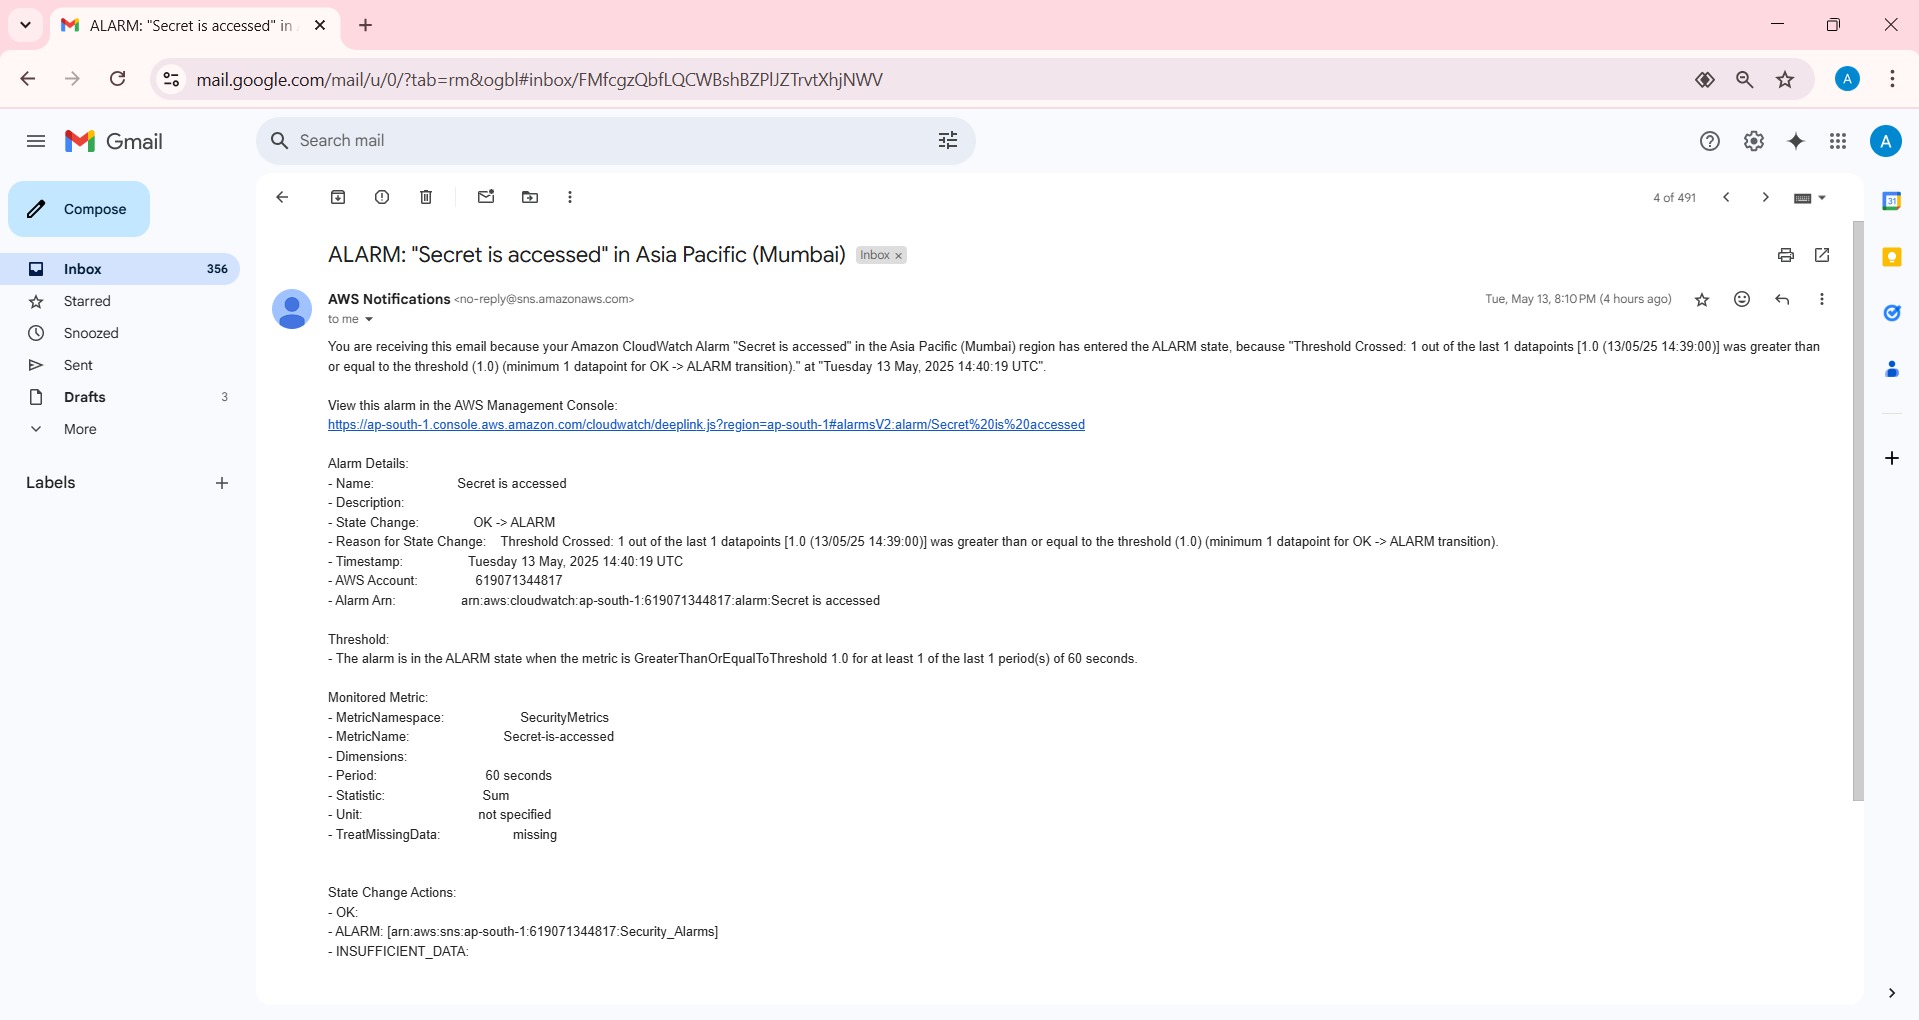 ALARM: "Secret is accessed" in
mail.google.com/mail/u/0/?tab=rm&ogbl#inbox/FMfcgzQbfLQCWBshBZPlJZTrvtXhjNWV
A
Gmail
Search mail
A
Compose
4 of 491
Inbox 356
Starred
Snoozed
Sent
Drafts 3
More
Labels
ALARM: "Secret is accessed" in Asia Pacific (Mumbai) Inbox x
AWS Notifications <no-reply@sns.amazonaws.com> Tue, May 13, 8:10 PM (4 hours ago)
to me
You are receiving this email because your Amazon CloudWatch Alarm "Secret is accessed" in the Asia Pacific (Mumbai) region has entered the ALARM state, because "Threshold Crossed: 1 out of the last 1 datapoints [1.0 (13/05/25 14:39:00)] was greater than
or equal to the threshold (1.0) (minimum 1 datapoint for OK -> ALARM transition)." at "Tuesday 13 May, 2025 14:40:19 UTC".
View this alarm in the AWS Management Console:
https://ap-south-1.console.aws.amazon.com/cloudwatch/deeplink.js?region=ap-south-1#alarmsV2:alarm/Secret%20is%20accessed
Alarm Details:
- Name: Secret is accessed
- Description:
- State Change: OK -> ALARM
- Reason for State Change: Threshold Crossed: 1 out of the last 1 datapoints [1.0 (13/05/25 14:39:00)] was greater than or equal to the threshold (1.0) (minimum 1 datapoint for OK -> ALARM transition).
- Timestamp: Tuesday 13 May, 2025 14:40:19 UTC
- AWS Account: 619071344817
- Alarm Arn: arn:aws:cloudwatch:ap-south-1:619071344817:alarm:Secret is accessed
Threshold:
- The alarm is in the ALARM state when the metric is GreaterThanOrEqualToThreshold 1.0 for at least 1 of the last 1 period(s) of 60 seconds.
Monitored Metric:
- MetricNamespace: SecurityMetrics
- MetricName: Secret-is-accessed
- Dimensions:
- Period: 60 seconds
- Statistic: Sum
- Unit: not specified
- TreatMissingData: missing
State Change Actions:
- OK:
- ALARM: [arn:aws:sns:ap-south-1:619071344817:Security_Alarms]
- INSUFFICIENT_DATA:
31